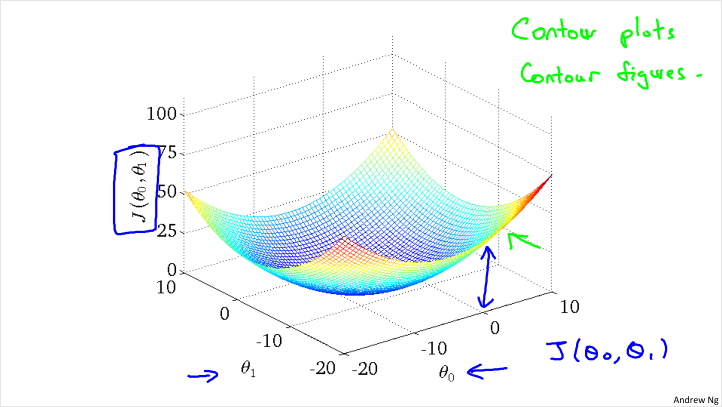 Contour plots
Contour figures.
100
75
50
25
0
J(θ₀,θ₁)
10
0
-10
-20
θ₁
-20
-10
0
10
θ₀
J(θ₀,θ₁)
Andrew Ng